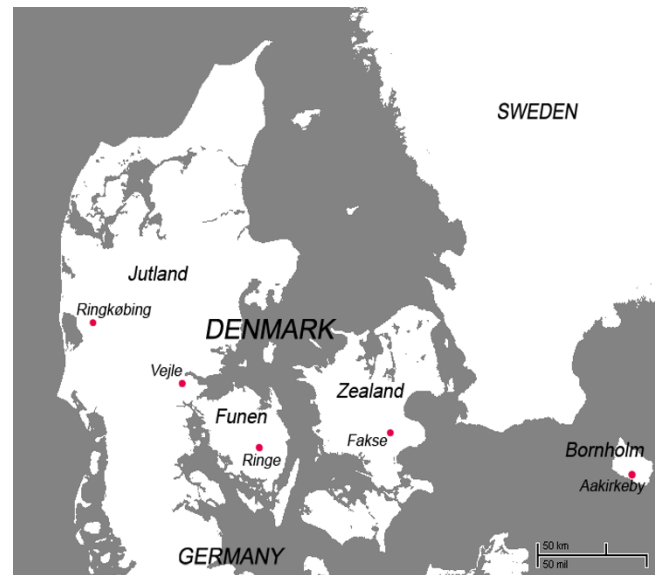 SWEDEN
Jutland
Ringkøbing
DENMARK
Vejle
Zealand
Funen
Fakse
Ringe
Bornholm
Aakirkeby
GERMANY
50 km
50 mil